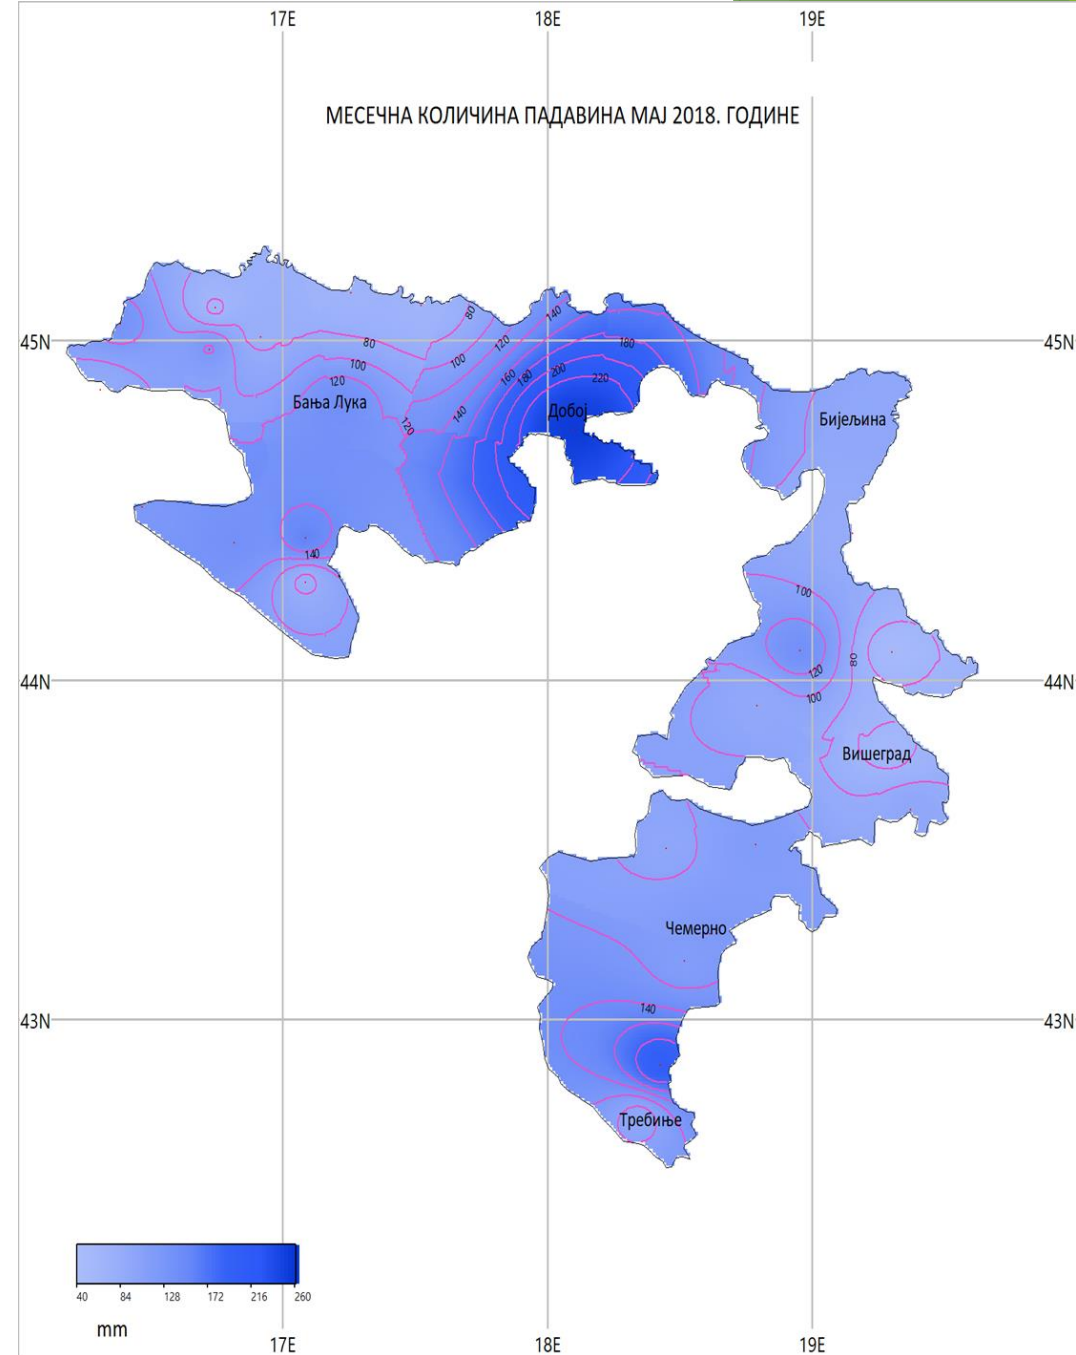 17E 18E 19E
МЕСЕЧНА КОЛИЧИНА ПАДАВИНА МАЈ 2018. ГОДИНЕ
80
140
45N 80 120 180 45N
100 100 200
120 160 180 220
Бања Лука 140 Добој Бијељина
120
140
100
80
120
44N 44N
100
Вишеград
Чемерно
140
43N 43N
Требиње
40 84 128 172 216 260
mm
17E 18E 19E